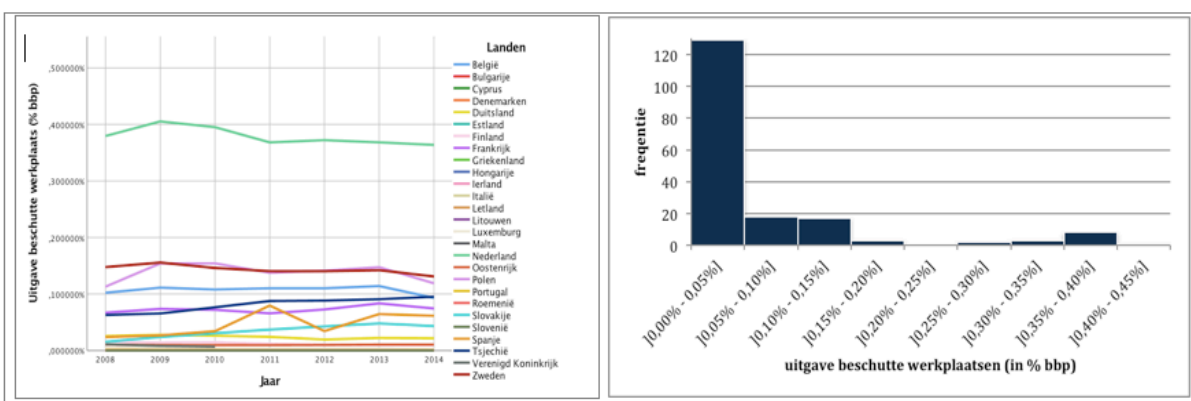 Uitgave beschutte werkplaats (% bbp)
,500000%
,400000%
,300000%
,200000%
,100000%
,000000%
2008 2009 2010 2011 2012 2013 2014
Jaar
Landen
België
Bulgarije
Cyprus
Denemarken
Duitsland
Estland
Finland
Frankrijk
Griekenland
Hongarije
Ierland
Italië
Letland
Litouwen
Luxemburg
Malta
Nederland
Oostenrijk
Polen
Portugal
Roemenië
Slovakije
Slovenië
Spanje
Tsjechië
Verenigd Koninkrijk
Zweden
freqentie
120
100
80
60
40
20
0
]0,00% - 0,05%]
]0,05% - 0,10%]
]0,10% - 0,15%]
]0,15% - 0,20%]
]0,20% - 0,25%]
]0,25% - 0,30%]
]0,30% - 0,35%]
]0,35% - 0,40%]
]0,40% - 0,45%]
uitgave beschutte werkplaatsen (in % bbp)